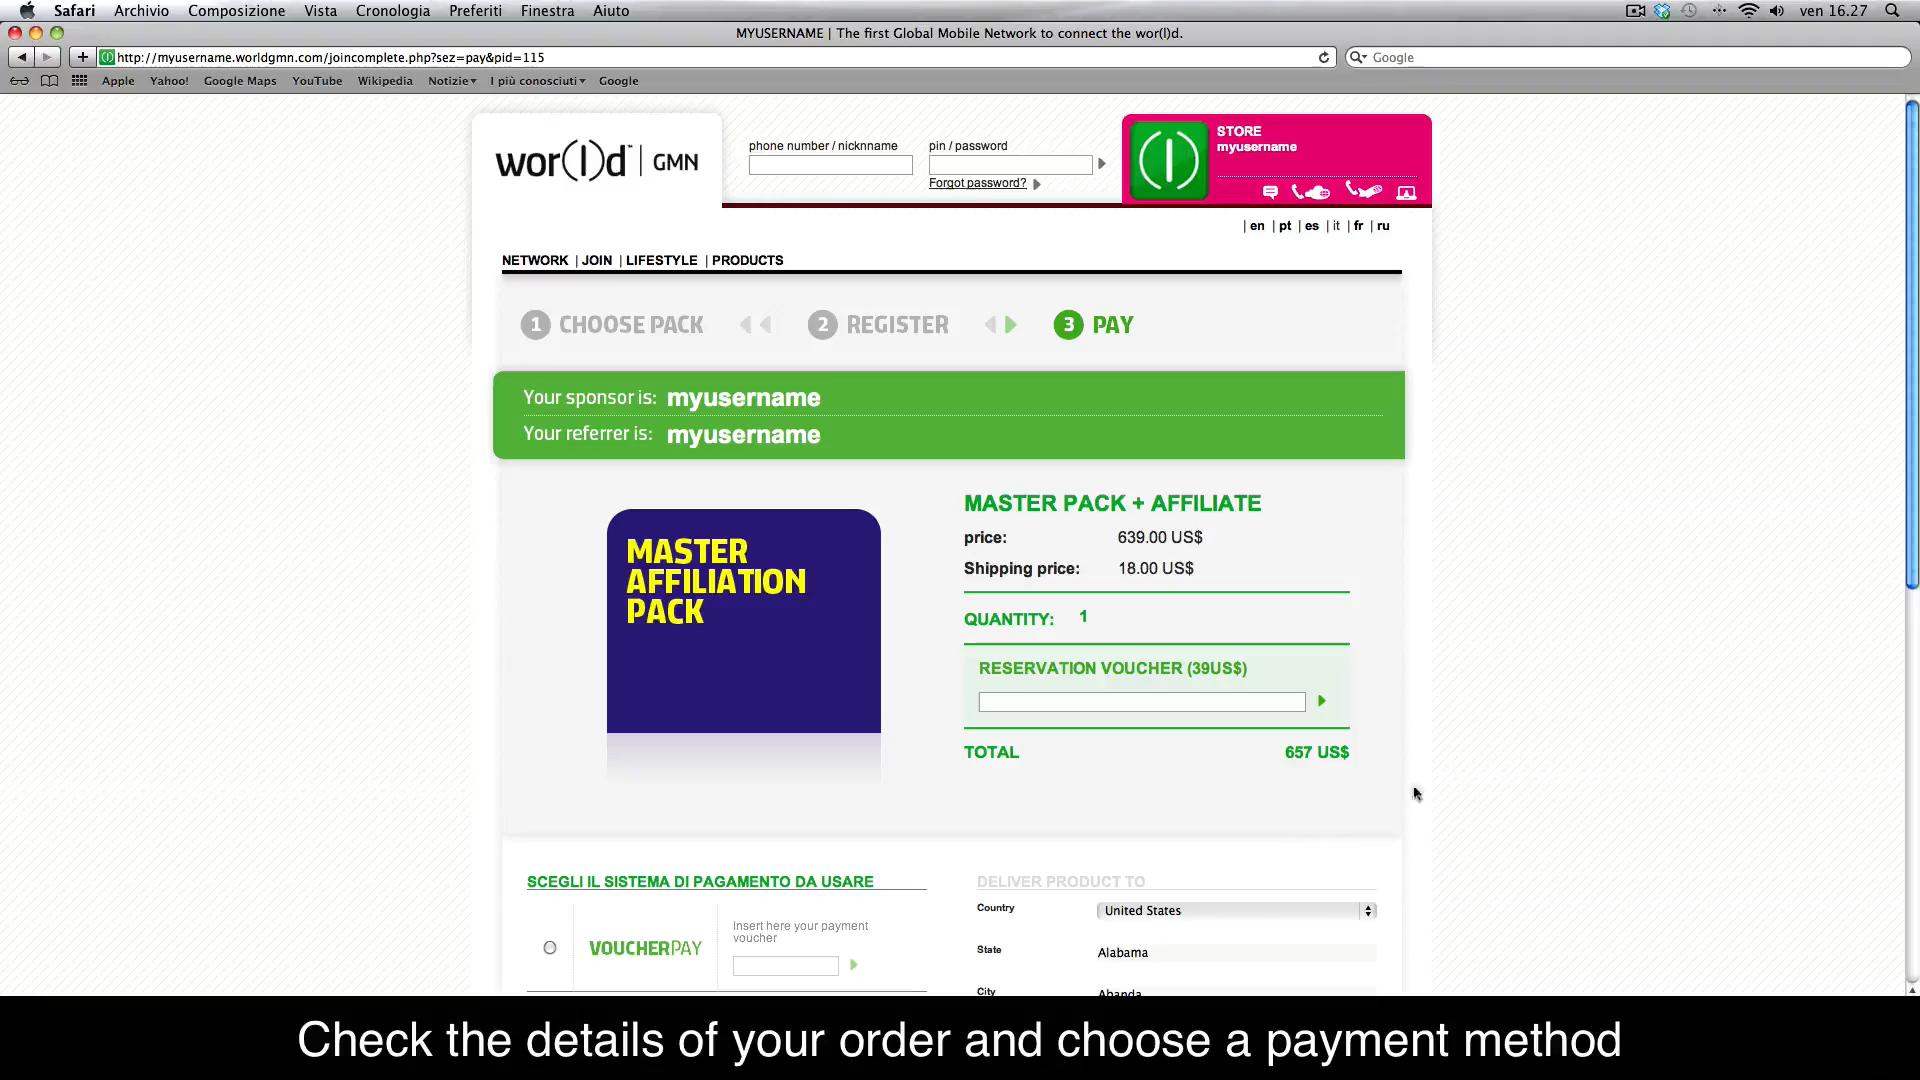 Safari Archivio Composizione Vista Cronologia Preferiti Finestra Aiuto ven 16.27
MYUSERNAME | The first Global Mobile Network to connect the wor(l)d.
http://myusername.worldgmn.com/joincomplete.php?sez=pay&pid=115 Google
Apple Yahoo! Google Maps YouTube Wikipedia Notizie I più conosciuti Google
wor(l)d™ | GMN
phone number / nicknname pin / password
Forgot password?
STORE
myusername
| en | pt | es | it | fr | ru
NETWORK | JOIN | LIFESTYLE | PRODUCTS
1 CHOOSE PACK 2 REGISTER 3 PAY
Your sponsor is: myusername
Your referrer is: myusername
MASTER
AFFILIATION
PACK
MASTER PACK + AFFILIATE
price: 639.00 US$
Shipping price: 18.00 US$
QUANTITY: 1
RESERVATION VOUCHER (39US$)
TOTAL 657 US$
SCEGLI IL SISTEMA DI PAGAMENTO DA USARE
VOUCHERPAY
Insert here your payment
voucher
DELIVER PRODUCT TO
Country United States
State Alabama
City Abanda
Check the details of your order and choose a payment method